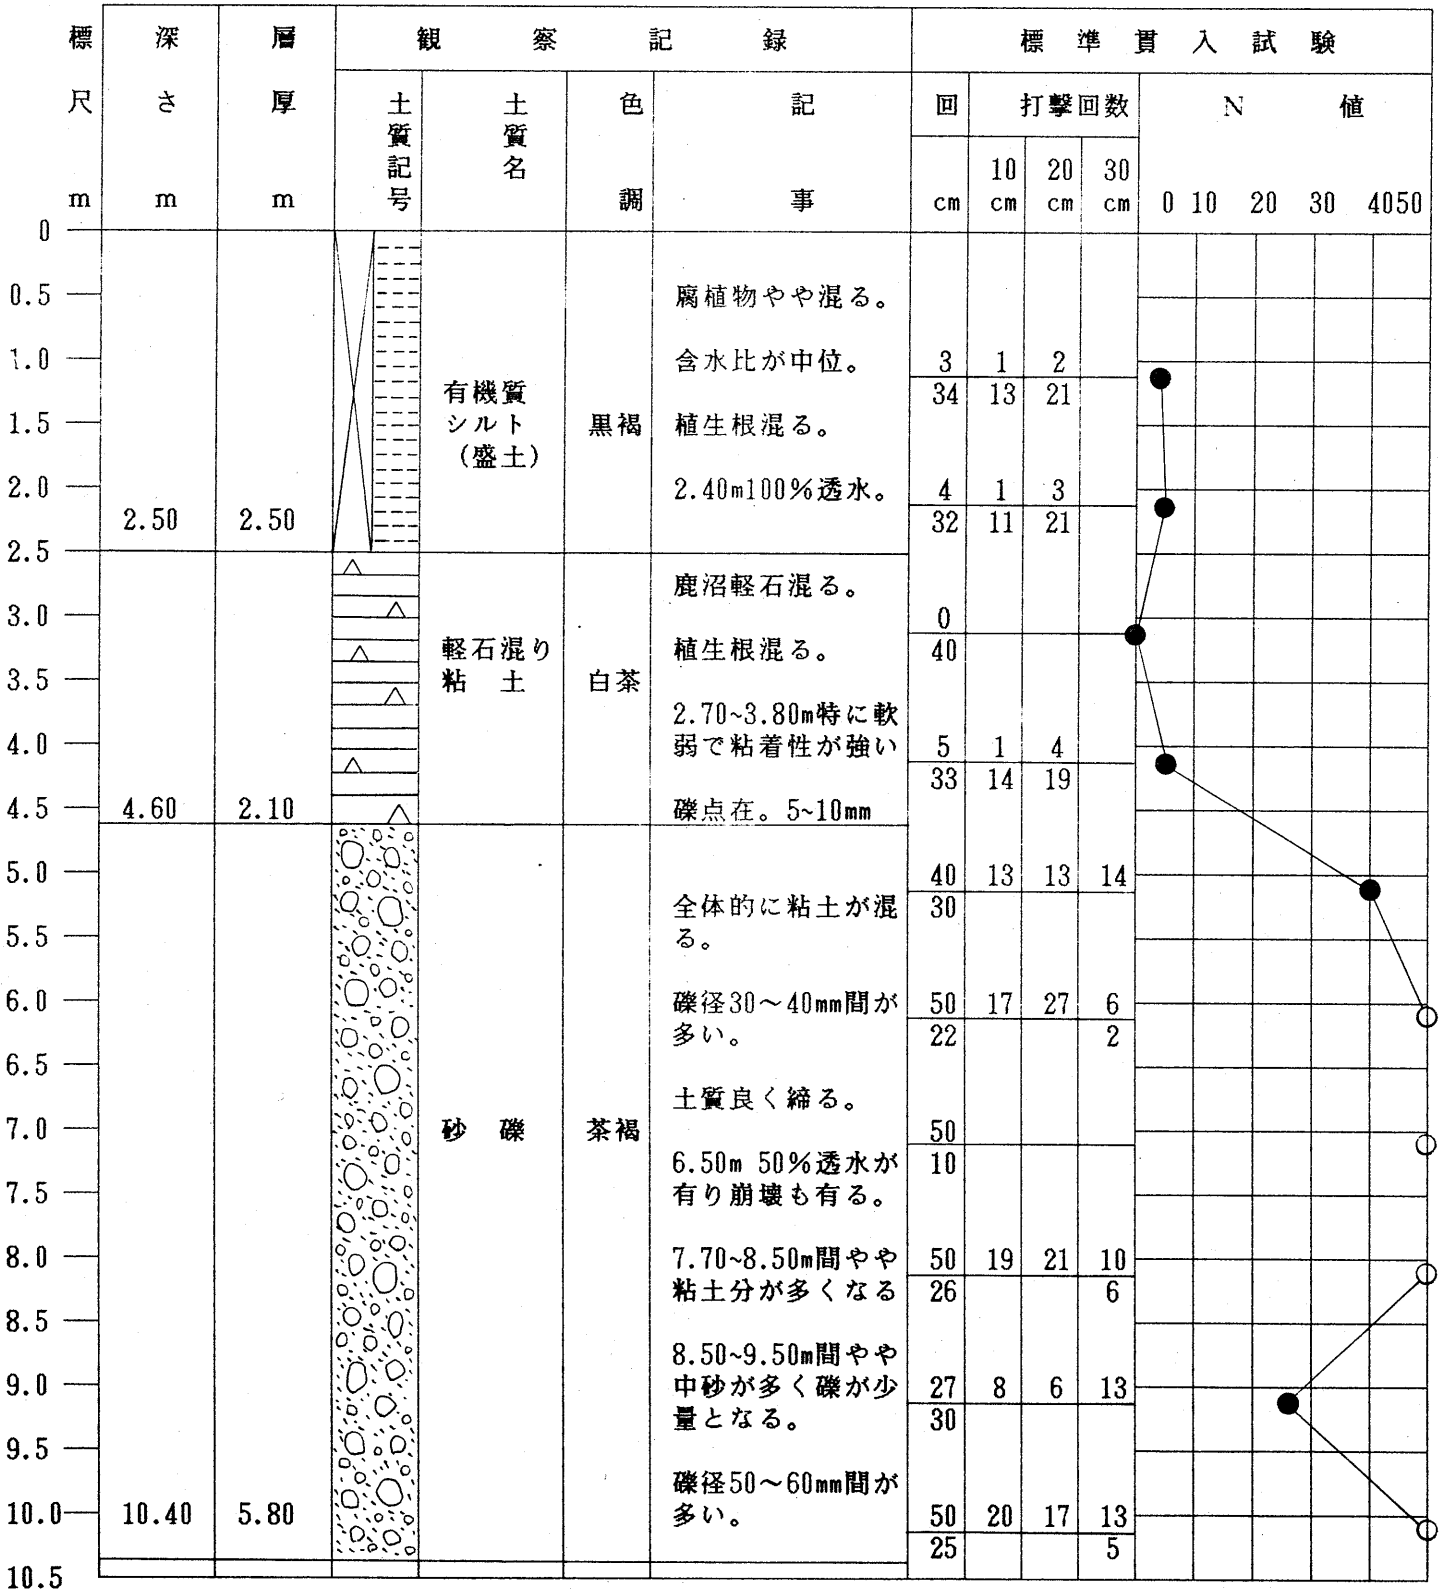 標尺 m
深さ m
層厚 m
観察記録
標準貫入試験
土質記号
土質名
色調
記事
回 cm
打撃回数
10 cm
20 cm
30 cm
N 値
0 10 20 30 40 50
0
0.5
1.0
1.5
2.0
2.5
3.0
3.5
4.0
4.5
5.0
5.5
6.0
6.5
7.0
7.5
8.0
8.5
9.0
9.5
10.0
10.5
2.50 2.50
有機質
シルト
(盛土)
黒褐
腐植物やや混る。
含水比が中位。
植生根混る。
2.40m100%透水。
3 1 2
34 13 21
4 1 3
32 11 21
4.60 2.10
軽石混り
粘 土
白茶
鹿沼軽石混る。
植生根混る。
2.70~3.80m特に軟
弱で粘着性が強い
礫点在。5~10mm
0
40
5 1 4
33 14 19
10.40 5.80
砂 礫
茶褐
全体的に粘土が混
る。
礫径30~40mm間が
多い。
土質良く締る。
6.50m 50%透水が
有り崩壊も有る。
7.70~8.50m間やや
粘土分が多くなる
8.50~9.50m間やや
中砂が多く礫が少
量となる。
礫径50~60mm間が
多い。
40 13 13 14
30
50 17 27 6
22 2
50
10
50 19 21 10
26 6
27 8 6 13
30
50 20 17 13
25 5